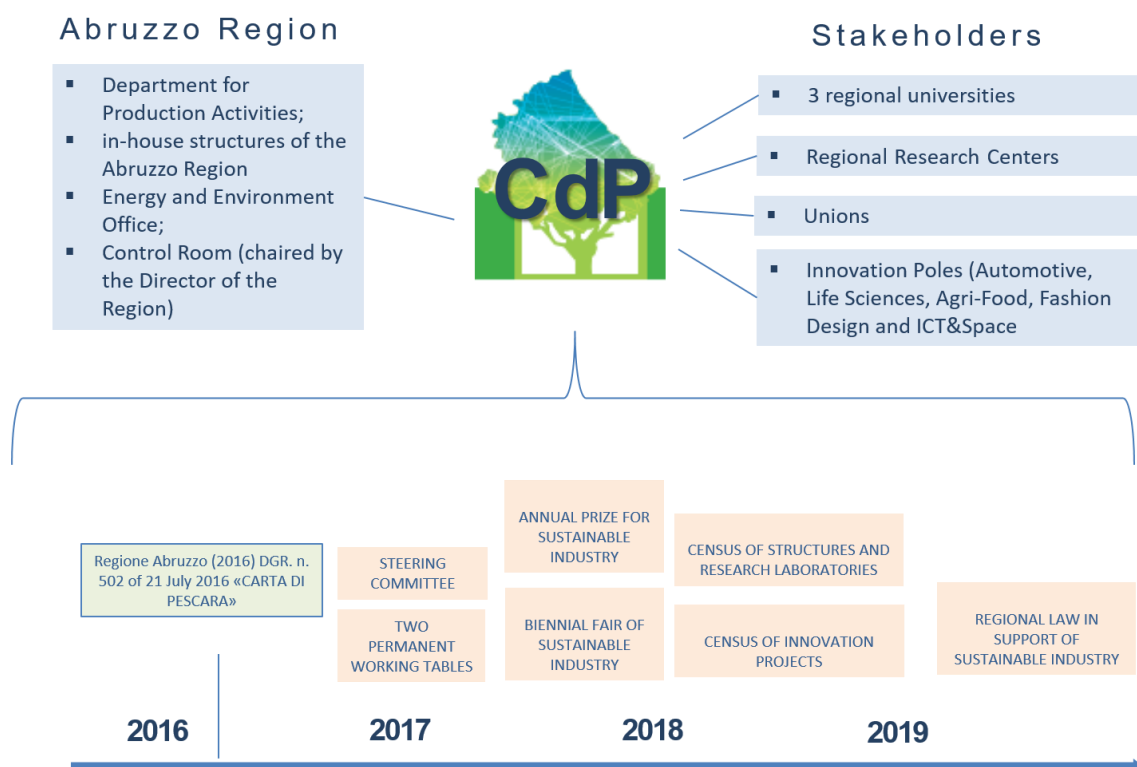 Abruzzo Region
▪ Department for
Production Activities;
▪ in-house structures of the
Abruzzo Region
▪ Energy and Environment
Office;
▪ Control Room (chaired by
the Director of the
Region)
CdP
Stakeholders
▪ 3 regional universities
▪ Regional Research Centers
▪ Unions
▪ Innovation Poles (Automotive,
Life Sciences, Agri-Food, Fashion
Design and ICT&Space
Regione Abruzzo (2016) DGR. n.
502 of 21 July 2016 «CARTA DI
PESCARA»
STEERING
COMMITTEE
TWO
PERMANENT
WORKING TABLES
ANNUAL PRIZE FOR
SUSTAINABLE
INDUSTRY
BIENNIAL FAIR OF
SUSTAINABLE
INDUSTRY
CENSUS OF STRUCTURES AND
RESEARCH LABORATORIES
CENSUS OF INNOVATION
PROJECTS
REGIONAL LAW IN
SUPPORT OF
SUSTAINABLE INDUSTRY
2016
2017
2018
2019